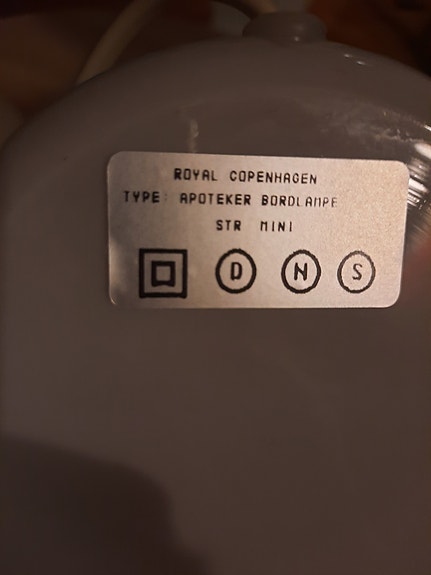 ROYAL COPENHAGEN
TYPE: APOTEKER BORDLAMPE
STR MINI
D N S